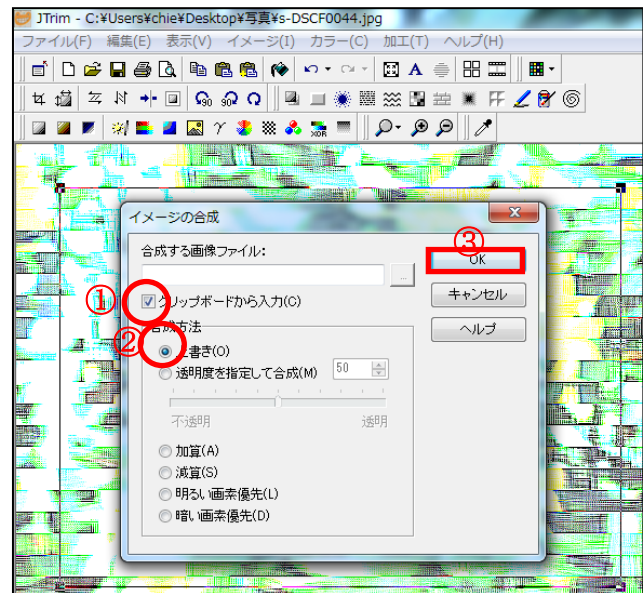 JTrim - C:¥Users¥chie¥Desktop¥写真¥s-DSCF0044.jpg
ファイル(F) 編集(E) 表示(V) イメージ(I) カラー(C) 加工(T) ヘルプ(H)
イメージの合成
合成する画像ファイル:
③
OK
...
① クリップボードから入力(C)
キャンセル
合成方法
ヘルプ
② 上書き(O)
透明度を指定して合成(M) 50
不透明 透明
加算(A)
減算(S)
明るい画素優先(L)
暗い画素優先(D)